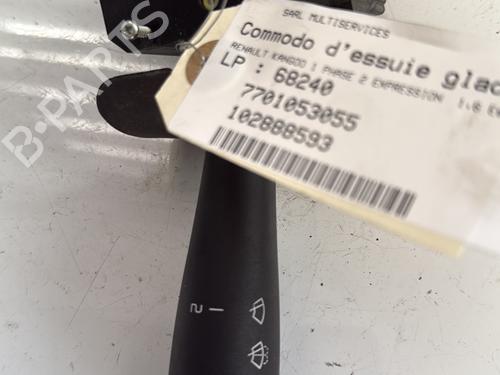 SARL MULTISERVICES
Commodo d'essuie glac
RENAULT KANGOO 1 PHASE 2 EXPRESSION 1.6
LP : 68240
7701053055
102888593
B-PARTS
1
2